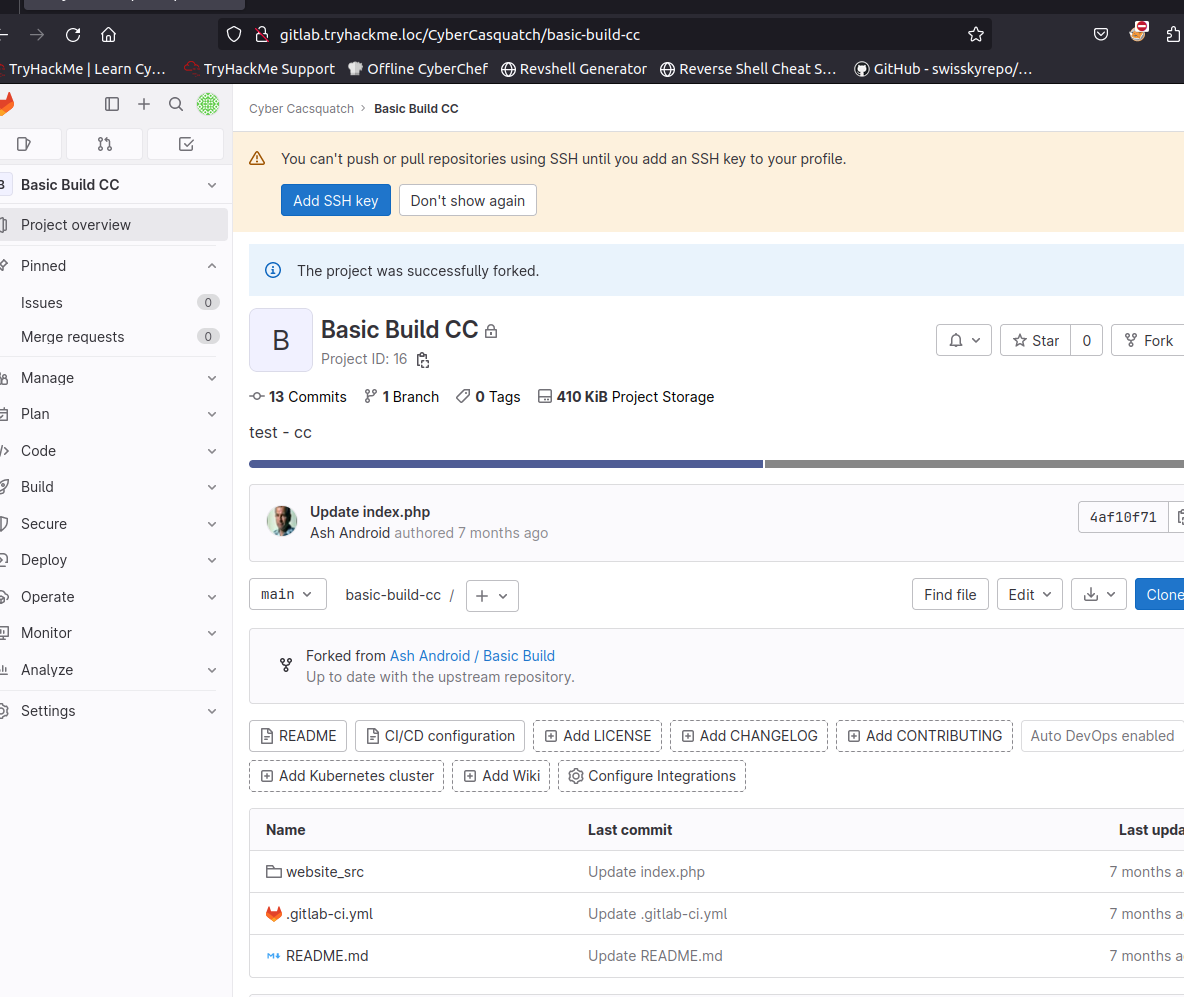 gitlab.tryhackme.loc/CyberCasquatch/basic-build-cc
TryHackMe | Learn Cy… TryHackMe Support Offline CyberChef Revshell Generator Reverse Shell Cheat S… GitHub - swisskyrepo/…
Cyber Cacsquatch › Basic Build CC
You can't push or pull repositories using SSH until you add an SSH key to your profile.
Add SSH key Don't show again
B Basic Build CC
Project overview
Pinned
Issues 0
Merge requests 0
Manage
Plan
Code
Build
Secure
Deploy
Operate
Monitor
Analyze
Settings
The project was successfully forked.
B
Basic Build CC
Project ID: 16
Star 0 Fork
13 Commits 1 Branch 0 Tags 410 KiB Project Storage
test - cc
Update index.php
Ash Android authored 7 months ago
4af10f71
main basic-build-cc / + Find file Edit Clone
Forked from Ash Android / Basic Build
Up to date with the upstream repository.
README CI/CD configuration Add LICENSE Add CHANGELOG Add CONTRIBUTING Auto DevOps enabled
Add Kubernetes cluster Add Wiki Configure Integrations
Name Last commit Last upda
website_src Update index.php 7 months a
.gitlab-ci.yml Update .gitlab-ci.yml 7 months a
README.md Update README.md 7 months a